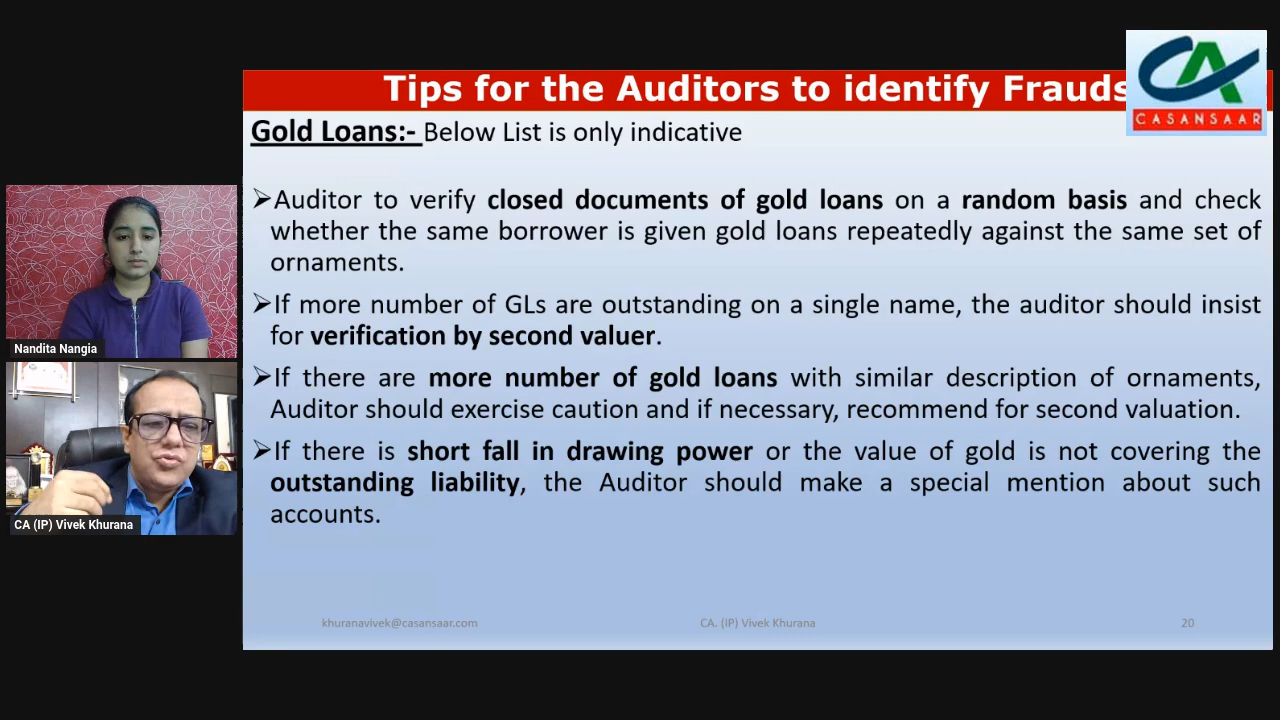 Tips for the Auditors to identify Frauds
CASANSAAR
Gold Loans:- Below List is only indicative
➢Auditor to verify closed documents of gold loans on a random basis and check
whether the same borrower is given gold loans repeatedly against the same set of
ornaments.
➢If more number of GLs are outstanding on a single name, the auditor should insist
for verification by second valuer.
➢If there are more number of gold loans with similar description of ornaments,
Auditor should exercise caution and if necessary, recommend for second valuation.
➢If there is short fall in drawing power or the value of gold is not covering the
outstanding liability, the Auditor should make a special mention about such
accounts.
khuranavivek@casansaar.com
CA. (IP) Vivek Khurana
20
Nandita Nangia
CA (IP) Vivek Khurana